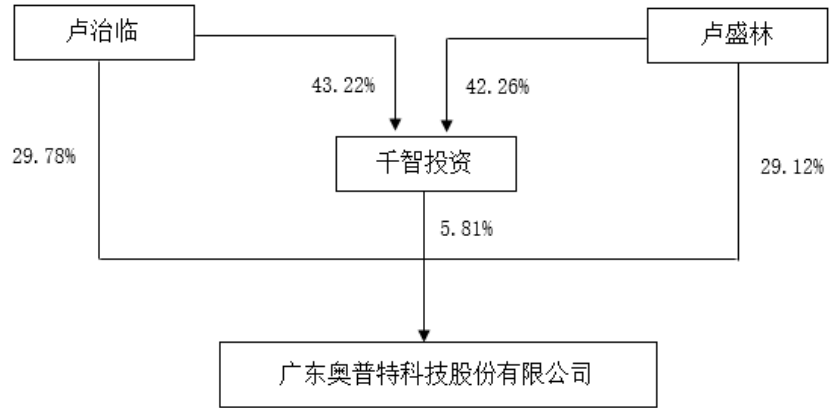 卢治临
卢盛林
43.22%
42.26%
29.78%
千智投资
29.12%
5.81%
广东奥普特科技股份有限公司